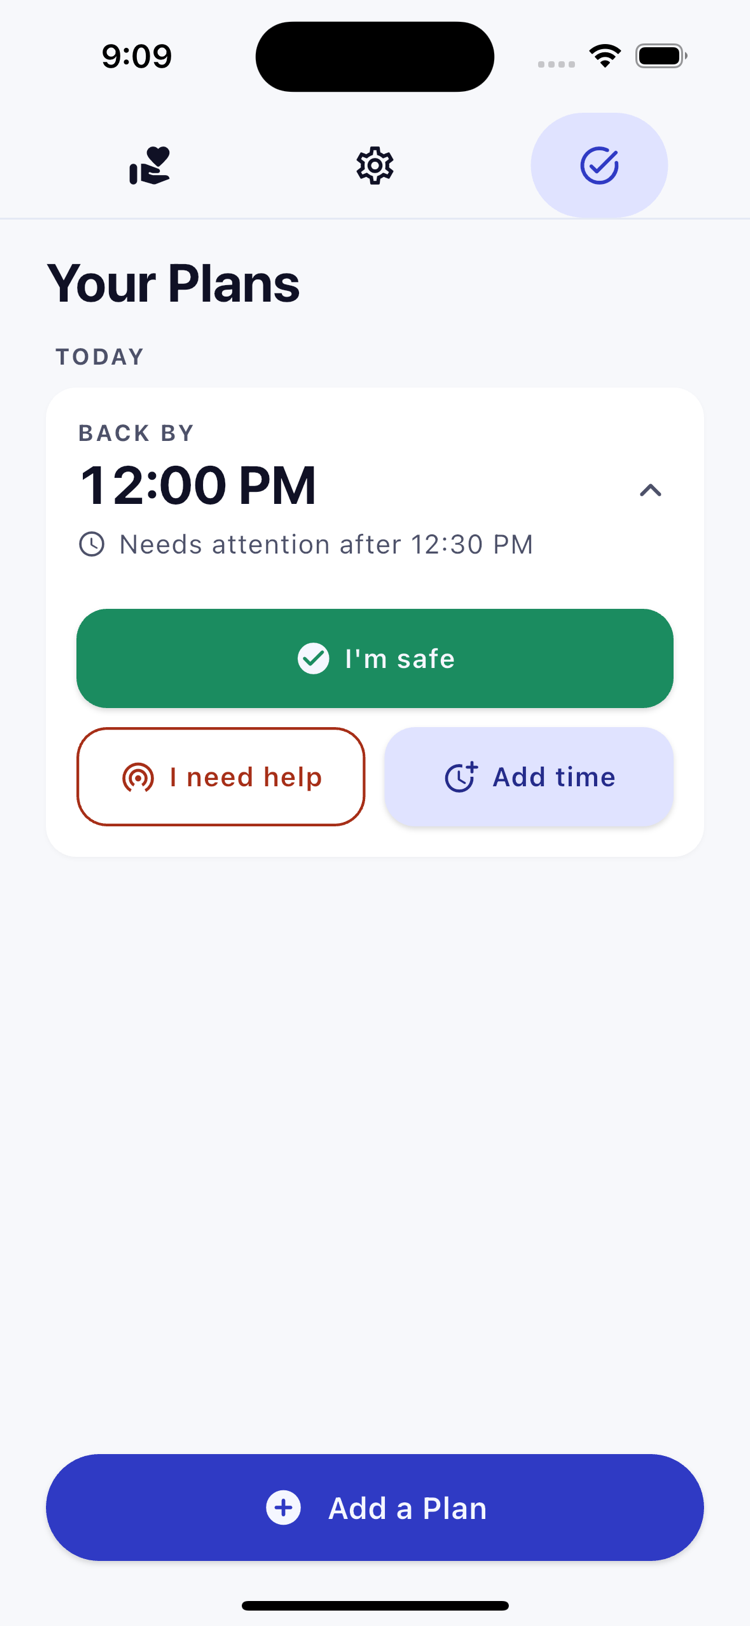 9:09
Your Plans
TODAY
BACK BY
12:00 PM
Needs attention after 12:30 PM
I'm safe
I need help
Add time
Add a Plan